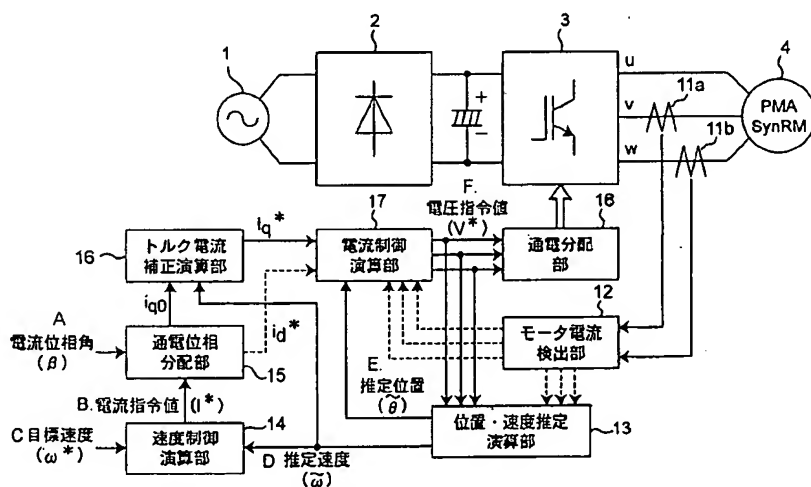 1
2
3
4
u
v
w
11a
11b
PMA
SynRM
+
−
F.
電圧指令値
(V*)
17
電流制御
演算部
18
通電分配
部
16
トルク電流
補正演算部
iq*
iq0
id*
12
モータ電流
検出部
A
電流位相角
(β)
通電位相
分配部
15
E.
推定位置
(θ̃)
B.電流指令値 (I*)
14
速度制御
演算部
C目標速度
(ω*)
D 推定速度
(ω̃)
位置・速度推定
演算部
13